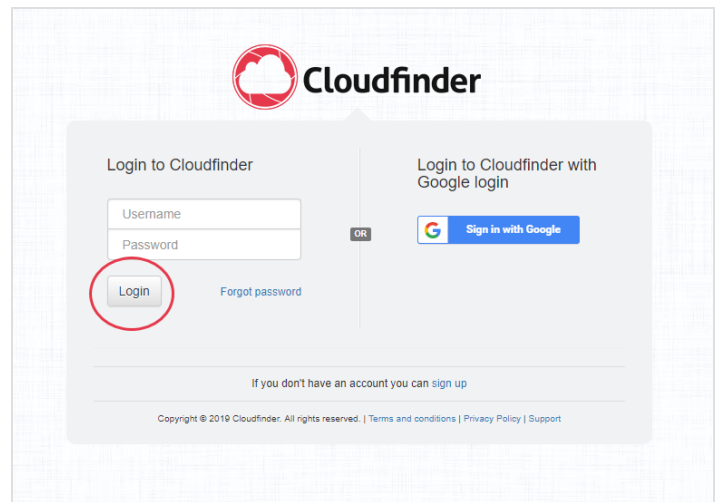 Cloudfinder
Login to Cloudfinder
Username
Password
Login
Forgot password
OR
Login to Cloudfinder with
Google login
G
Sign in with Google
If you don't have an account you can sign up
Copyright © 2019 Cloudfinder. All rights reserved. | Terms and conditions | Privacy Policy | Support